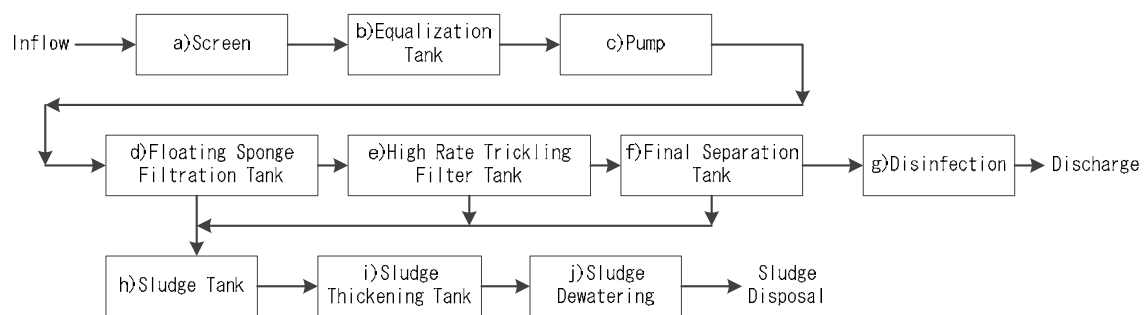 Inflow
a)Screen
b)Equalization
Tank
c)Pump
d)Floating Sponge
Filtration Tank
e)High Rate Trickling
Filter Tank
f)Final Separation
Tank
g)Disinfection
Discharge
h)Sludge Tank
i)Sludge
Thickening Tank
j)Sludge
Dewatering
Sludge
Disposal